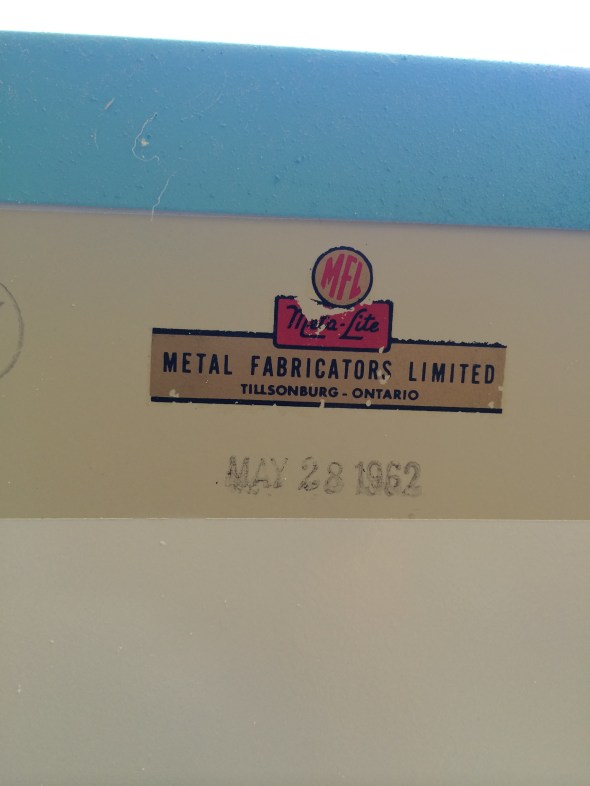 MFL
Meta-Lite
METAL FABRICATORS LIMITED
TILLSONBURG - ONTARIO
MAY 28 1962